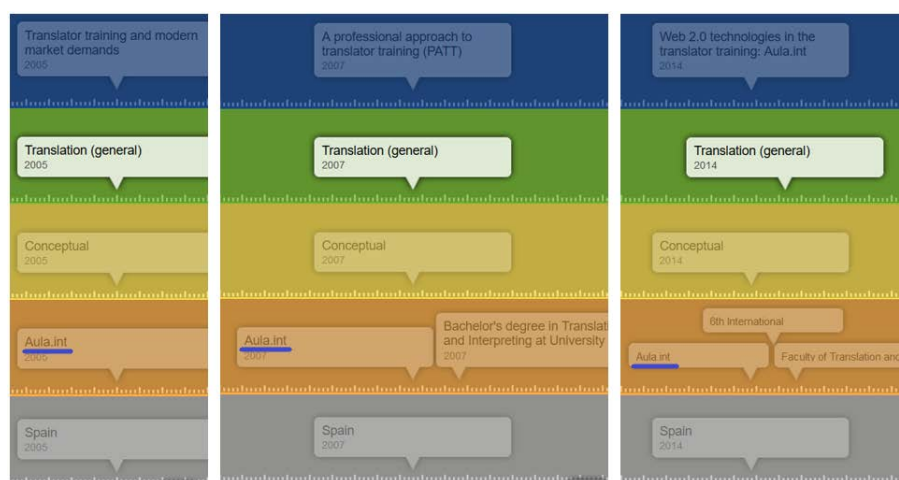 Translator training and modern
market demands
2005
Translation (general)
2005
Conceptual
2005
Aula.int
2005
Spain
2005
A professional approach to
translator training (PATT)
2007
Translation (general)
2007
Conceptual
2007
Aula.int
2007
Bachelor's degree in Translati
and Interpreting at University
2007
Spain
2007
Web 2.0 technologies in the
translator training: Aula.int
2014
Translation (general)
2014
Conceptual
2014
6th International
Aula.int
Faculty of Translation and
Spain
2014